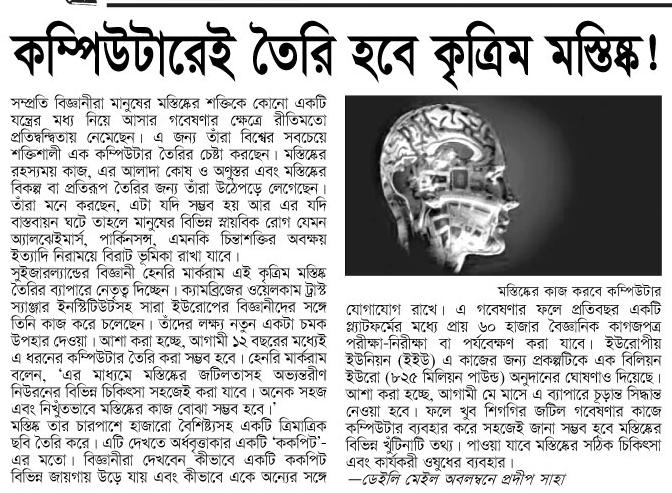 কম্পিউটারেই তৈরি হবে কৃত্রিম মস্তিষ্ক!
সম্প্রতি বিজ্ঞানীরা মানুষের মস্তিষ্কের শক্তিকে কোনো একটি
যন্ত্রের মধ্য নিয়ে আসার গবেষণার ক্ষেত্রে রীতিমতো
প্রতিদ্বন্দ্বিতায় নেমেছেন। এ জন্য তাঁরা বিশ্বের সবচেয়ে
শক্তিশালী এক কম্পিউটার তৈরির চেষ্টা করছেন। মস্তিষ্কের
রহস্যময় কাজ, এর আলাদা কোষ ও অণুস্তর এবং মস্তিষ্কের
বিকল্প বা প্রতিরূপ তৈরির জন্য তাঁরা উঠেপড়ে লেগেছেন।
তাঁরা মনে করছেন, এটা যদি সম্ভব হয় আর এর যদি
বাস্তবায়ন ঘটে তাহলে মানুষের বিভিন্ন স্নায়বিক রোগ যেমন
অ্যালঝেইমার্স, পার্কিনসন্স, এমনকি চিন্তাশক্তির অবক্ষয়
ইত্যাদি নিরাময়ে বিরাট ভূমিকা রাখা যাবে।
সুইজারল্যান্ডের বিজ্ঞানী হেনরি মার্করাম এই কৃত্রিম মস্তিষ্ক
তৈরির ব্যাপারে নেতৃত্ব দিচ্ছেন। ক্যামব্রিজের ওয়েলকাম ট্রাস্ট
স্যাঞ্জার ইনস্টিটিউটসহ সারা ইউরোপের বিজ্ঞানীদের সঙ্গে
তিনি কাজ করে চলেছেন। তাঁদের লক্ষ্য নতুন একটা চমক
উপহার দেওয়া। আশা করা হচ্ছে, আগামী ১২ বছরের মধ্যেই
এ ধরনের কম্পিউটার তৈরি করা সম্ভব হবে। হেনরি মার্করাম
বলেন, ‘এর মাধ্যমে মস্তিষ্কের জটিলতাসহ অভ্যন্তরীণ
নিউরনের বিভিন্ন চিকিত্সা সহজেই করা যাবে। অনেক সহজ
এবং নিখুঁতভাবে মস্তিষ্কের কাজ বোঝা সম্ভব হবে।’
মস্তিষ্ক তার চারপাশে হাজারো বৈশিষ্ট্যসহ একটি ত্রিমাত্রিক
ছবি তৈরি করে। এটি দেখতে অর্ধবৃত্তাকার একটি ‘ককপিট’-
এর মতো। বিজ্ঞানীরা দেখবেন কীভাবে একটি ককপিট
বিভিন্ন জায়গায় উড়ে যায় এবং কীভাবে একে অন্যের সঙ্গে
মস্তিষ্কের কাজ করবে কম্পিউটার
যোগাযোগ রাখে। এ গবেষণার ফলে প্রতিবছর একটি
প্ল্যাটফর্মের মধ্যে প্রায় ৬০ হাজার বৈজ্ঞানিক কাগজপত্র
পরীক্ষা-নিরীক্ষা বা পর্যবেক্ষণ করা যাবে। ইউরোপীয়
ইউনিয়ন (ইইউ) এ কাজের জন্য প্রকল্পটিকে এক বিলিয়ন
ইউরো (৮২৫ মিলিয়ন পাউন্ড) অনুদানের ঘোষণাও দিয়েছে।
আশা করা হচ্ছে, আগামী মে মাসে এ ব্যাপারে চূড়ান্ত সিদ্ধান্ত
নেওয়া হবে। ফলে খুব শিগগির জটিল গবেষণার কাজে
কম্পিউটার ব্যবহার করে সহজেই জানা সম্ভব হবে মস্তিষ্কের
বিভিন্ন খুঁটিনাটি তথ্য। পাওয়া যাবে মস্তিষ্কের সঠিক চিকিত্সা
এবং কার্যকরী ওষুধের ব্যবহার।
—ডেইলি মেইল অবলম্বনে প্রদীপ সাহা